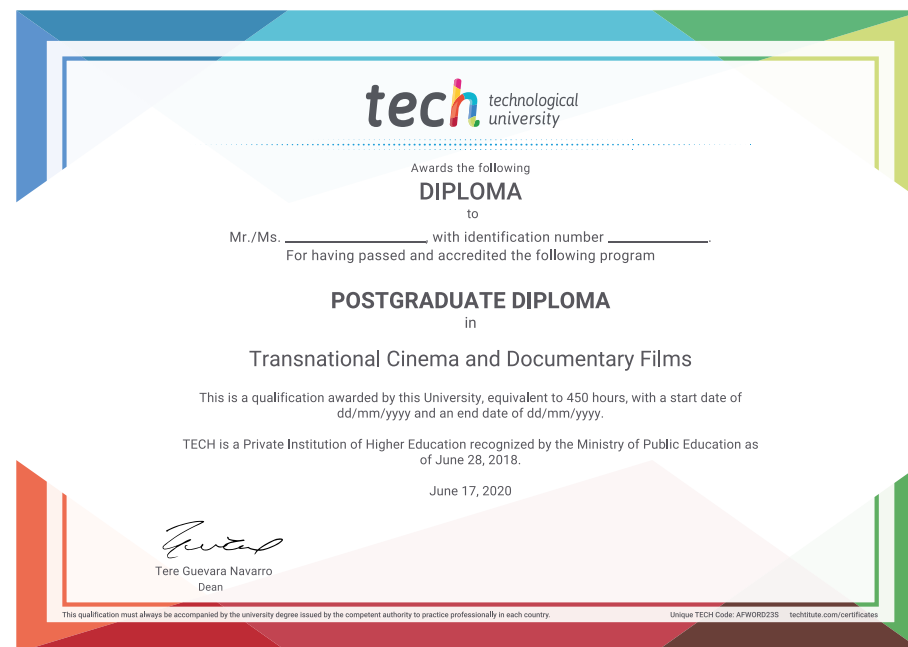 tech technological
university
Awards the following
DIPLOMA
to
Mr./Ms. ____________________, with identification number ______________.
For having passed and accredited the following program
POSTGRADUATE DIPLOMA
in
Transnational Cinema and Documentary Films
This is a qualification awarded by this University, equivalent to 450 hours, with a start date of
dd/mm/yyyy and an end date of dd/mm/yyyy.
TECH is a Private Institution of Higher Education recognized by the Ministry of Public Education as
of June 28, 2018.
June 17, 2020
Tere Guevara Navarro
Dean
This qualification must always be accompanied by the university degree issued by the competent authority to practice professionally in each country. Unique TECH Code: AFWORD23S techtitute.com/certificates